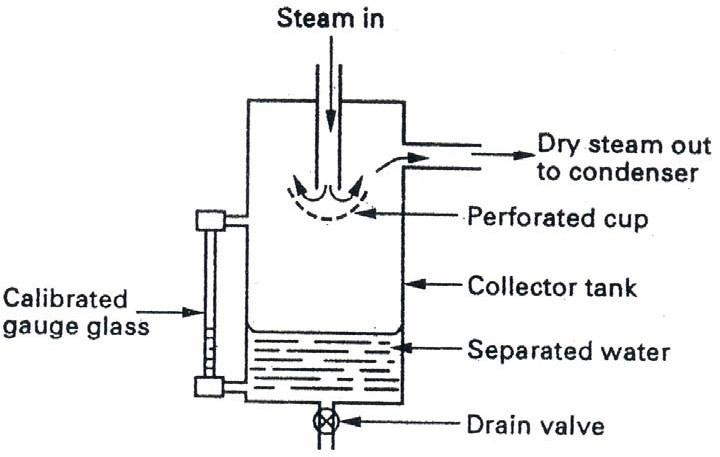 Steam in
Dry steam out
to condenser
Perforated cup
Calibrated
gauge glass
Collector tank
Separated water
Drain valve